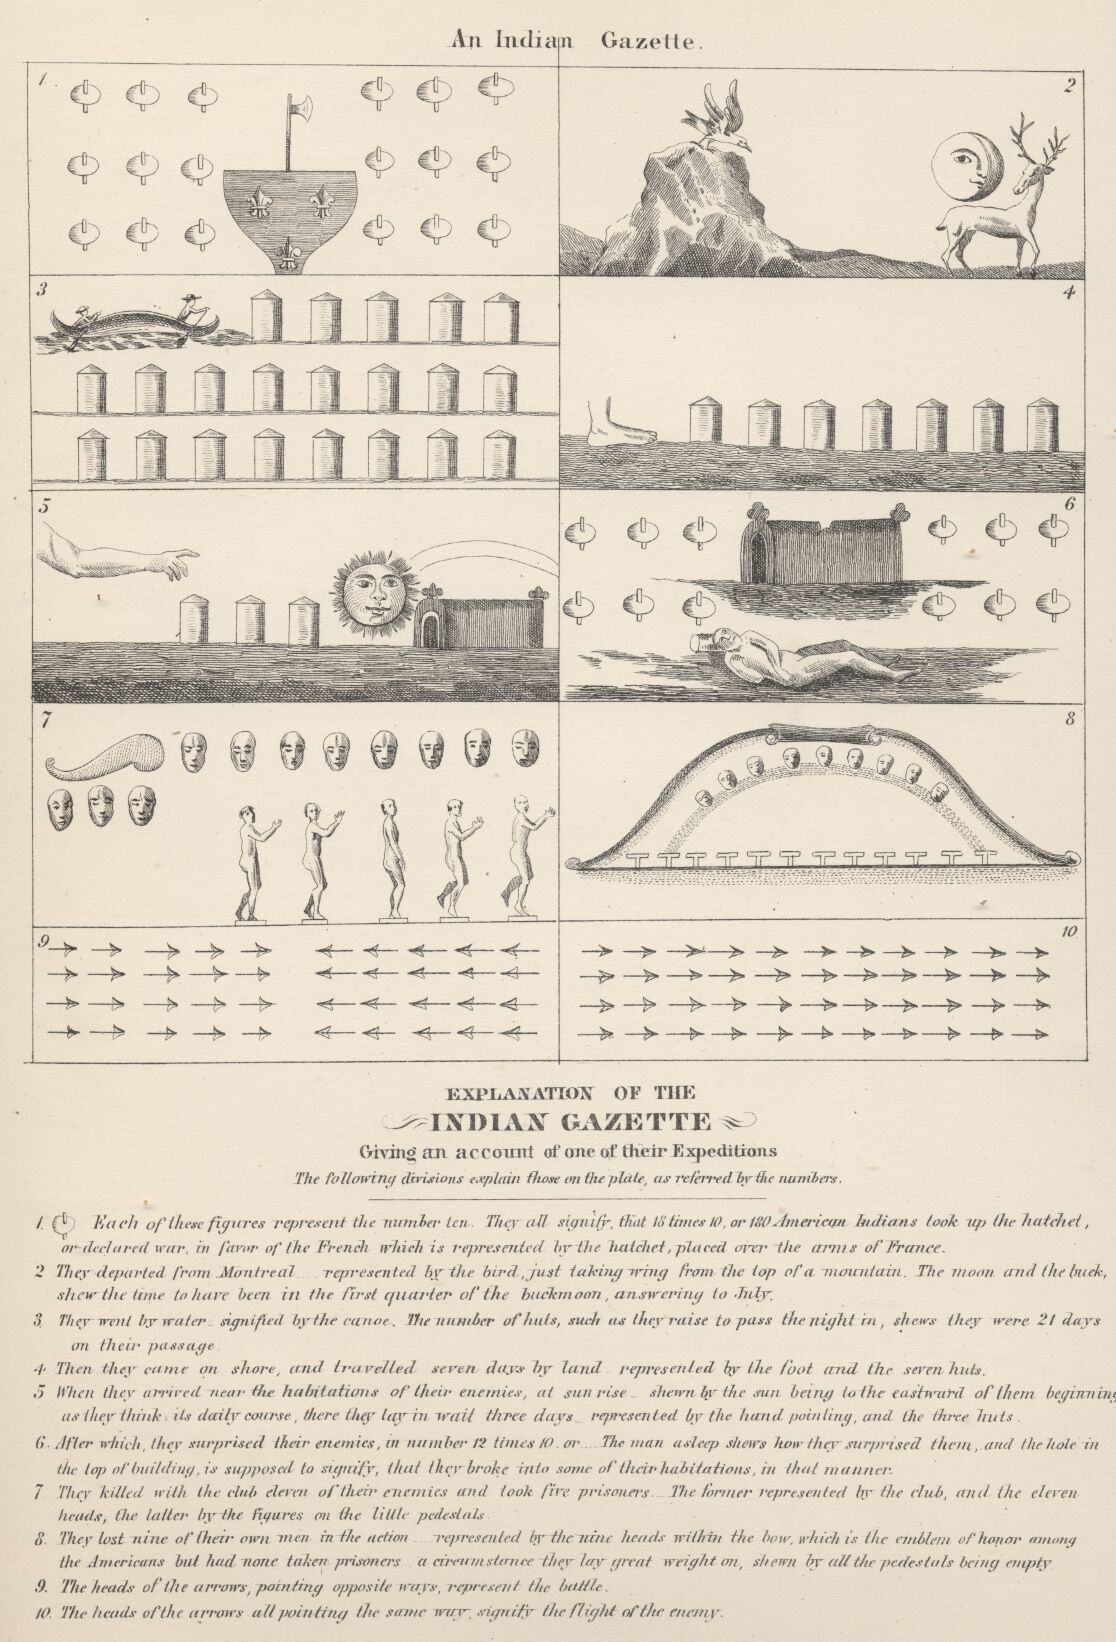 An Indian Gazette.
1.
2
3
4
5
6
7
8
9
10
EXPLANATION OF THE
INDIAN GAZETTE
Giving an account of one of their Expeditions
The following divisions explain those on the plate, as referred by the numbers.
1. Each of these figures represent the number ten. They all signify, that 18 times 10, or 180 American Indians took up the hatchet,
or declared war, in favor of the French which is represented by the hatchet, placed over the arms of France.
2 They departed from Montreal represented by the bird, just taking wing from the top of a mountain. The moon and the buck,
shew the time to have been in the first quarter of the buckmoon, answering to July.
3. They went by water signified by the canoe. The number of huts, such as they raise to pass the night in, shews they were 21 days
on their passage
4 Then they came on shore, and travelled seven days by land represented by the foot and the seven huts.
5 When they arrived near the habitations of their enemies, at sun rise shewn by the sun being to the eastward of them beginning
as they think, its daily course, there they lay in wait three days represented by the hand pointing, and the three huts.
6. After which, they surprised their enemies, in number 12 times 10, or The man asleep shews how they surprised them, and the hole in
the top of building, is supposed to signify, that they broke into some of their habitations, in that manner.
7 They killed with the club eleven of their enemies and took five prisoners. The former represented by the club, and the eleven
heads, the latter by the figures on the little pedestals.
8. They lost nine of their own men in the action represented by the nine heads within the bow, which is the emblem of honor among
the Americans but had none taken prisoners a circumstance they lay great weight on, shewn by all the pedestals being empty
9. The heads of the arrows, pointing opposite ways, represent the battle.
10. The heads of the arrows all pointing the same way, signify the flight of the enemy.